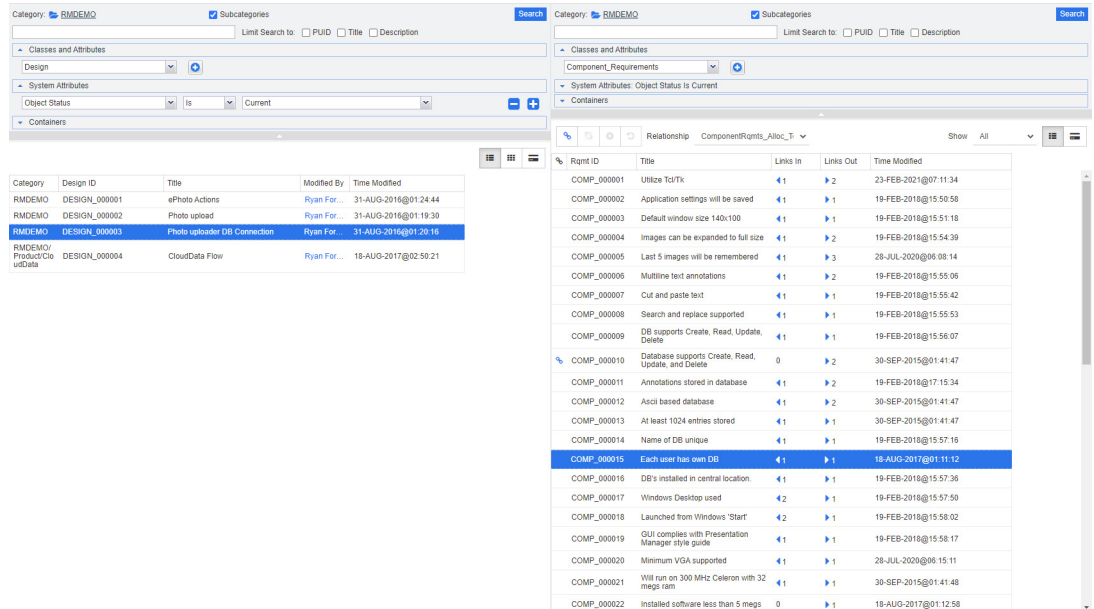 Category: RMDEMO Subcategories Search
Limit Search to: PUID Title Description
Classes and Attributes
Design
System Attributes
Object Status Is Current
Containers
Category Design ID Title Modified By Time Modified
RMDEMO DESIGN_000001 ePhoto Actions Ryan For... 31-AUG-2016@01:24:44
RMDEMO DESIGN_000002 Photo upload Ryan For... 31-AUG-2016@01:19:30
RMDEMO DESIGN_000003 Photo uploader DB Connection Ryan For... 31-AUG-2016@01:20:16
RMDEMO/
Product/Clo DESIGN_000004 CloudData Flow Ryan For... 18-AUG-2017@02:50:21
udData
Category: RMDEMO Subcategories Search
Limit Search to: PUID Title Description
Classes and Attributes
Component_Requirements
System Attributes: Object Status Is Current
Containers
Relationship ComponentRqmts_Alloc_T Show All
Rqmt ID Title Links In Links Out Time Modified
COMP_000001 Utilize Tcl/Tk 1 2 23-FEB-2021@07:11:34
COMP_000002 Application settings will be saved 1 1 19-FEB-2018@15:50:58
COMP_000003 Default window size 140x100 1 1 19-FEB-2018@15:51:18
COMP_000004 Images can be expanded to full size 1 2 19-FEB-2018@15:54:39
COMP_000005 Last 5 images will be remembered 1 3 28-JUL-2020@06:08:14
COMP_000006 Multiline text annotations 1 2 19-FEB-2018@15:55:06
COMP_000007 Cut and paste text 1 1 19-FEB-2018@15:55:42
COMP_000008 Search and replace supported 1 1 19-FEB-2018@15:55:53
COMP_000009 DB supports Create, Read, Update, 1 1 19-FEB-2018@15:56:07
Delete
COMP_000010 Database supports Create, Read, 0 2 30-SEP-2015@01:41:47
Update, and Delete
COMP_000011 Annotations stored in database 1 2 19-FEB-2018@17:15:34
COMP_000012 Ascii based database 1 2 30-SEP-2015@01:41:47
COMP_000013 At least 1024 entries stored 1 1 30-SEP-2015@01:41:47
COMP_000014 Name of DB unique 1 1 19-FEB-2018@15:57:16
COMP_000015 Each user has own DB 1 1 18-AUG-2017@01:11:12
COMP_000016 DB's installed in central location. 1 1 19-FEB-2018@15:57:36
COMP_000017 Windows Desktop used 2 1 19-FEB-2018@15:57:50
COMP_000018 Launched from Windows 'Start' 2 1 19-FEB-2018@15:58:02
COMP_000019 GUI complies with Presentation 1 1 19-FEB-2018@15:58:17
Manager style guide
COMP_000020 Minimum VGA supported 1 1 28-JUL-2020@06:15:11
COMP_000021 Will run on 300 MHz Celeron with 32 1 1 30-SEP-2015@01:41:48
megs ram
COMP_000022 Installed software less than 5 megs 0 1 18-AUG-2017@01:12:58